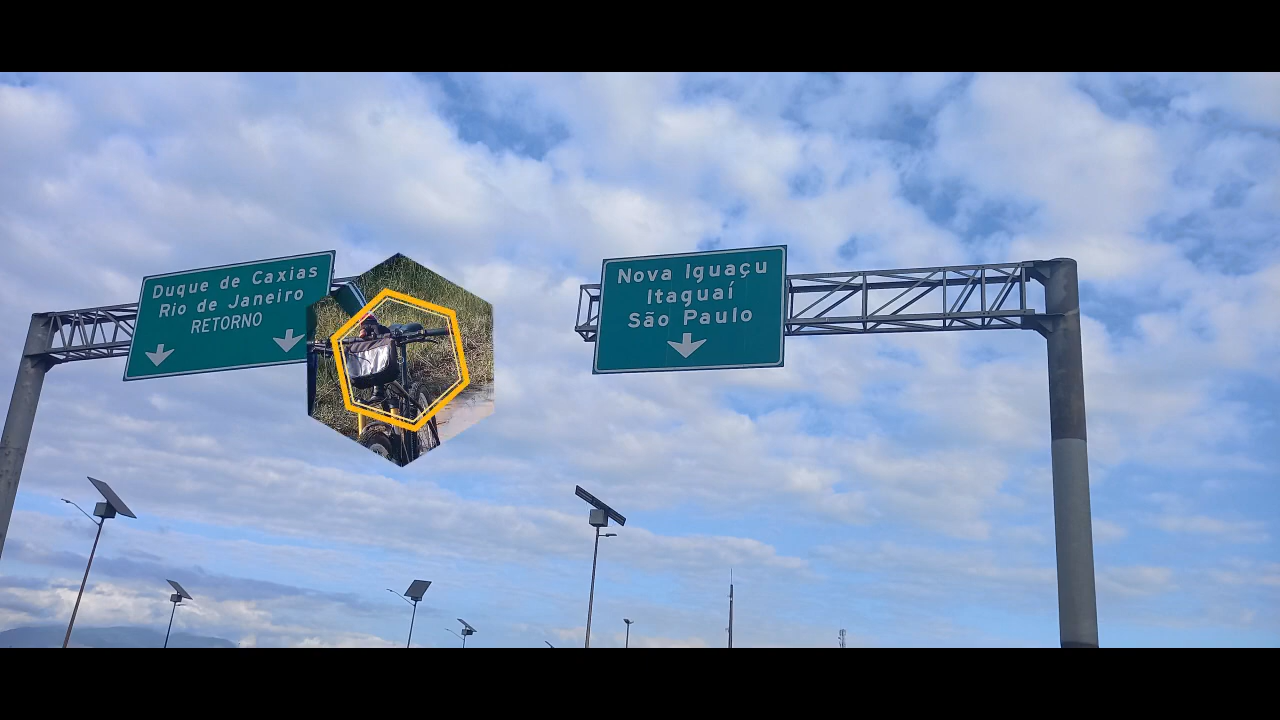 Duque de Caxias
Rio de Janeiro
RETORNO
Nova Iguaçu
Itaguaí
São Paulo